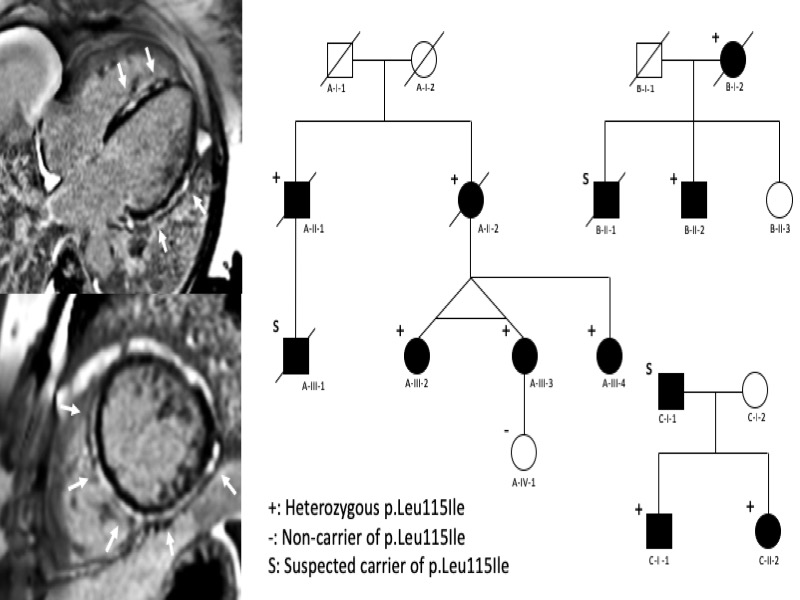 +
A-I-1
A-I-2
B-I-1
B-I-2
+
+
S
+
A-II-1
A-II-2
B-II-1
B-II-2
B-II-3
S
+
+
+
A-III-1
A-III-2
A-III-3
A-III-4
S
C-I-1
C-I-2
-
A-IV-1
+
+
C-I -1
C-II-2
+: Heterozygous p.Leu115Ile
-: Non-carrier of p.Leu115Ile
S: Suspected carrier of p.Leu115Ile